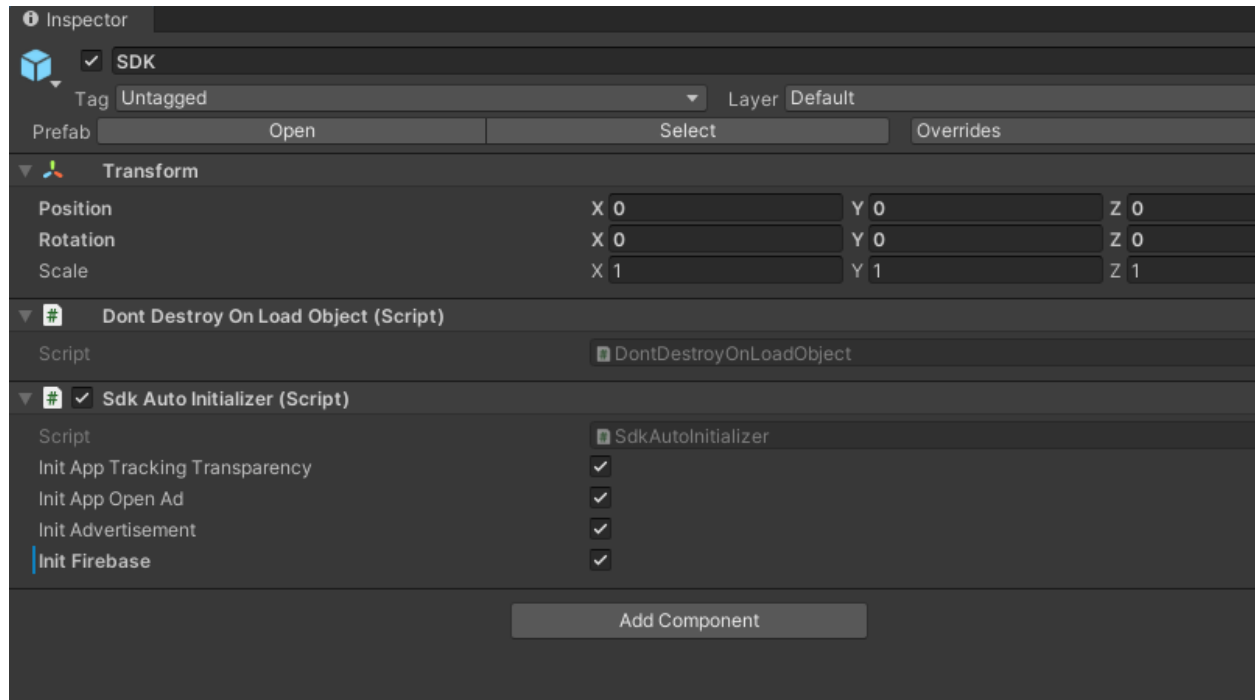 Inspector
SDK
Tag Untagged Layer Default
Prefab Open Select Overrides
Transform
Position X 0 Y 0 Z 0
Rotation X 0 Y 0 Z 0
Scale X 1 Y 1 Z 1
# Dont Destroy On Load Object (Script)
Script # DontDestroyOnLoadObject
# Sdk Auto Initializer (Script)
Script # SdkAutoInitializer
Init App Tracking Transparency
Init App Open Ad
Init Advertisement
Init Firebase
Add Component